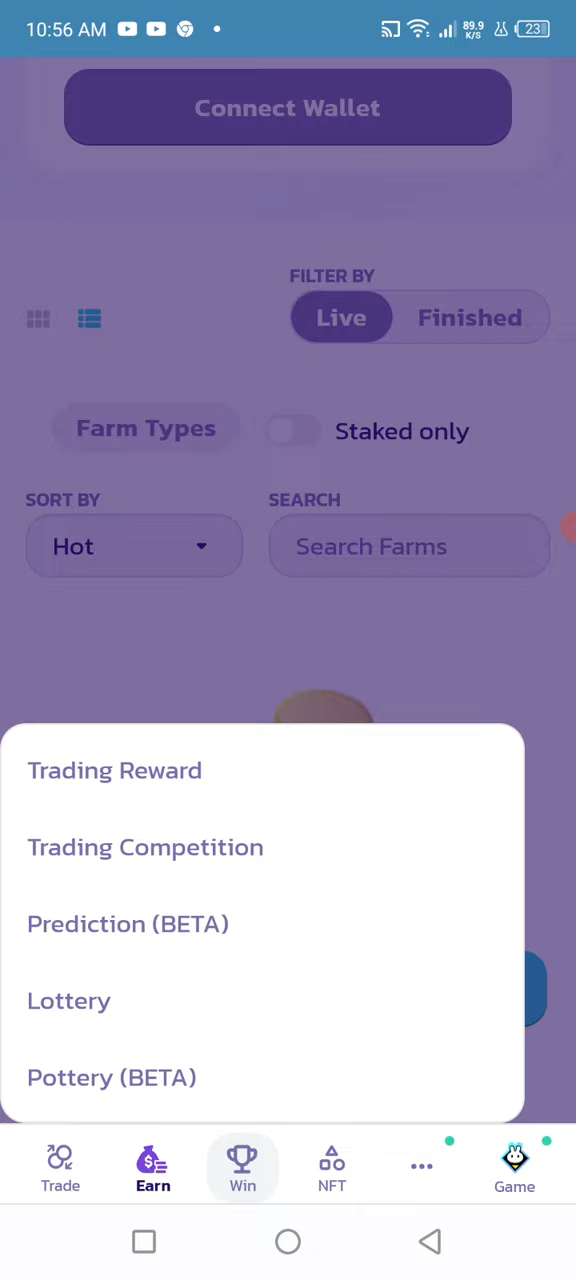 10:56 AM
89.9
K/S
23
Connect Wallet
FILTER BY
Live
Finished
Farm Types
Staked only
SORT BY
SEARCH
Hot
Search Farms
Trading Reward
Trading Competition
Prediction (BETA)
Lottery
Pottery (BETA)
Trade
Earn
Win
NFT
Game